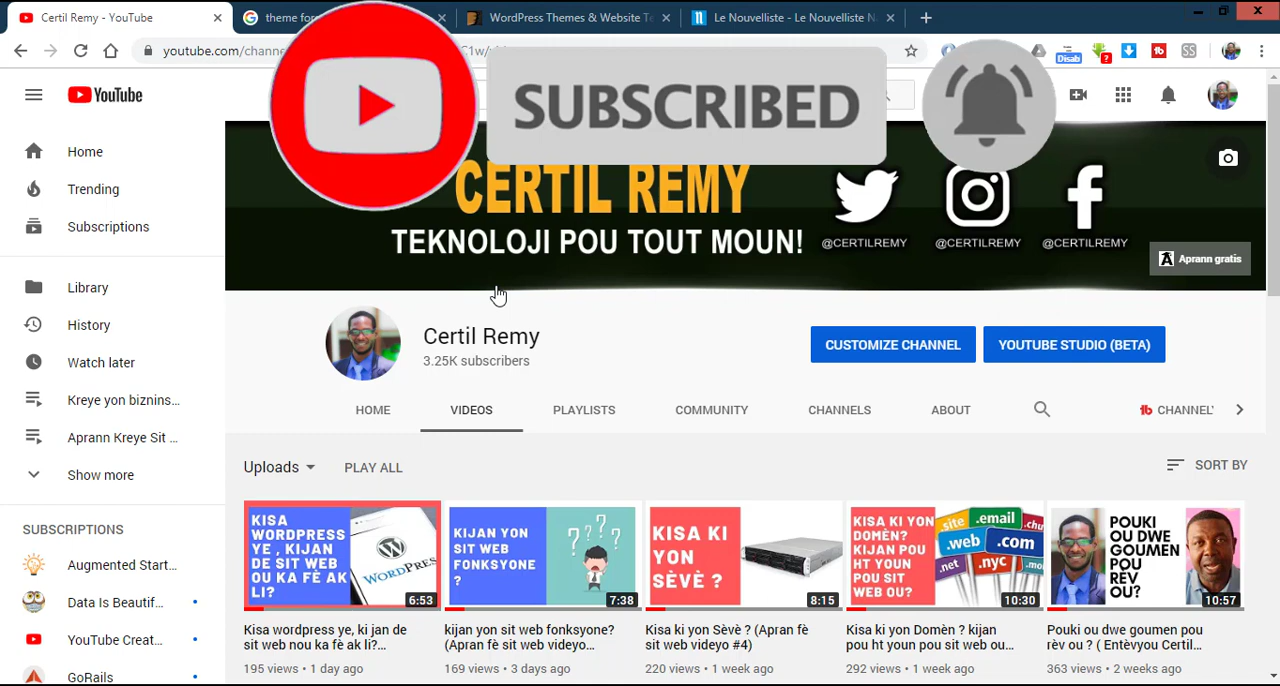 Certil Remy - YouTube
theme for
WordPress Themes & Website Te
Le Nouvelliste - Le Nouvelliste N
youtube.com/channe
C1w/
Disab
?
SS
YouTube
SUBSCRIBED
Home
Trending
Subscriptions
Library
History
Watch later
Kreye yon biznins...
Aprann Kreye Sit ...
Show more
SUBSCRIPTIONS
Augmented Start...
Data Is Beautif...
YouTube Creat...
GoRails
CERTIL REMY
TEKNOLOJI POU TOUT MOUN!
@CERTILREMY
@CERTILREMY
@CERTILREMY
Aprann gratis
Certil Remy
3.25K subscribers
CUSTOMIZE CHANNEL
YOUTUBE STUDIO (BETA)
HOME
VIDEOS
PLAYLISTS
COMMUNITY
CHANNELS
ABOUT
tb CHANNEL'
Uploads
PLAY ALL
SORT BY
KISA
WORDPRESS
YE , KIJAN
DE SIT WEB
OU KA FÈ AK
LI?
WORDPRES
6:53
Kisa wordpress ye, ki jan de
sit web nou ka fè ak li?...
195 views • 1 day ago
KIJAN YON
SIT WEB
FONKSYONE
?
? ? ? ?
7:38
kijan yon sit web fonksyone?
(Apran fè sit web videyo...
169 views • 3 days ago
KISA KI
YON
SÈVÈ ?
8:15
Kisa ki yon Sèvè ? (Apran fè
sit web videyo #4)
220 views • 1 week ago
KISA KI YON
DOMÈN?
KIJAN POU
HT YOUN
POU SIT
WEB OU?
.site
.email
.chu
.web
.com
.net
.nyc
.mo
10:30
Kisa ki yon Domèn ? kijan
pou ht youn pou sit web ou...
292 views • 1 week ago
POUKI
OU DWE
GOUMEN
POU
RÈV
OU?
10:57
Pouki ou dwe goumen pou
rèv ou ? ( Entèvyou Certil...
363 views • 2 weeks ago